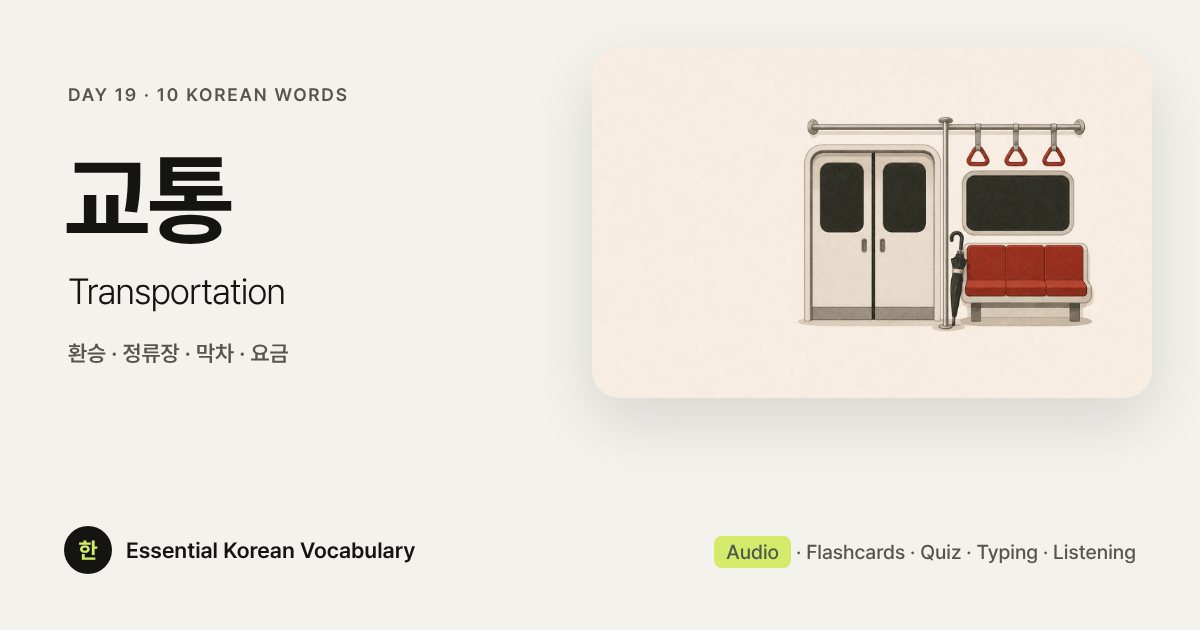 DAY 19 · 10 KOREAN WORDS
교통
Transportation
환승 · 정류장 · 막차 · 요금
한 Essential Korean Vocabulary
Audio · Flashcards · Quiz · Typing · Listening